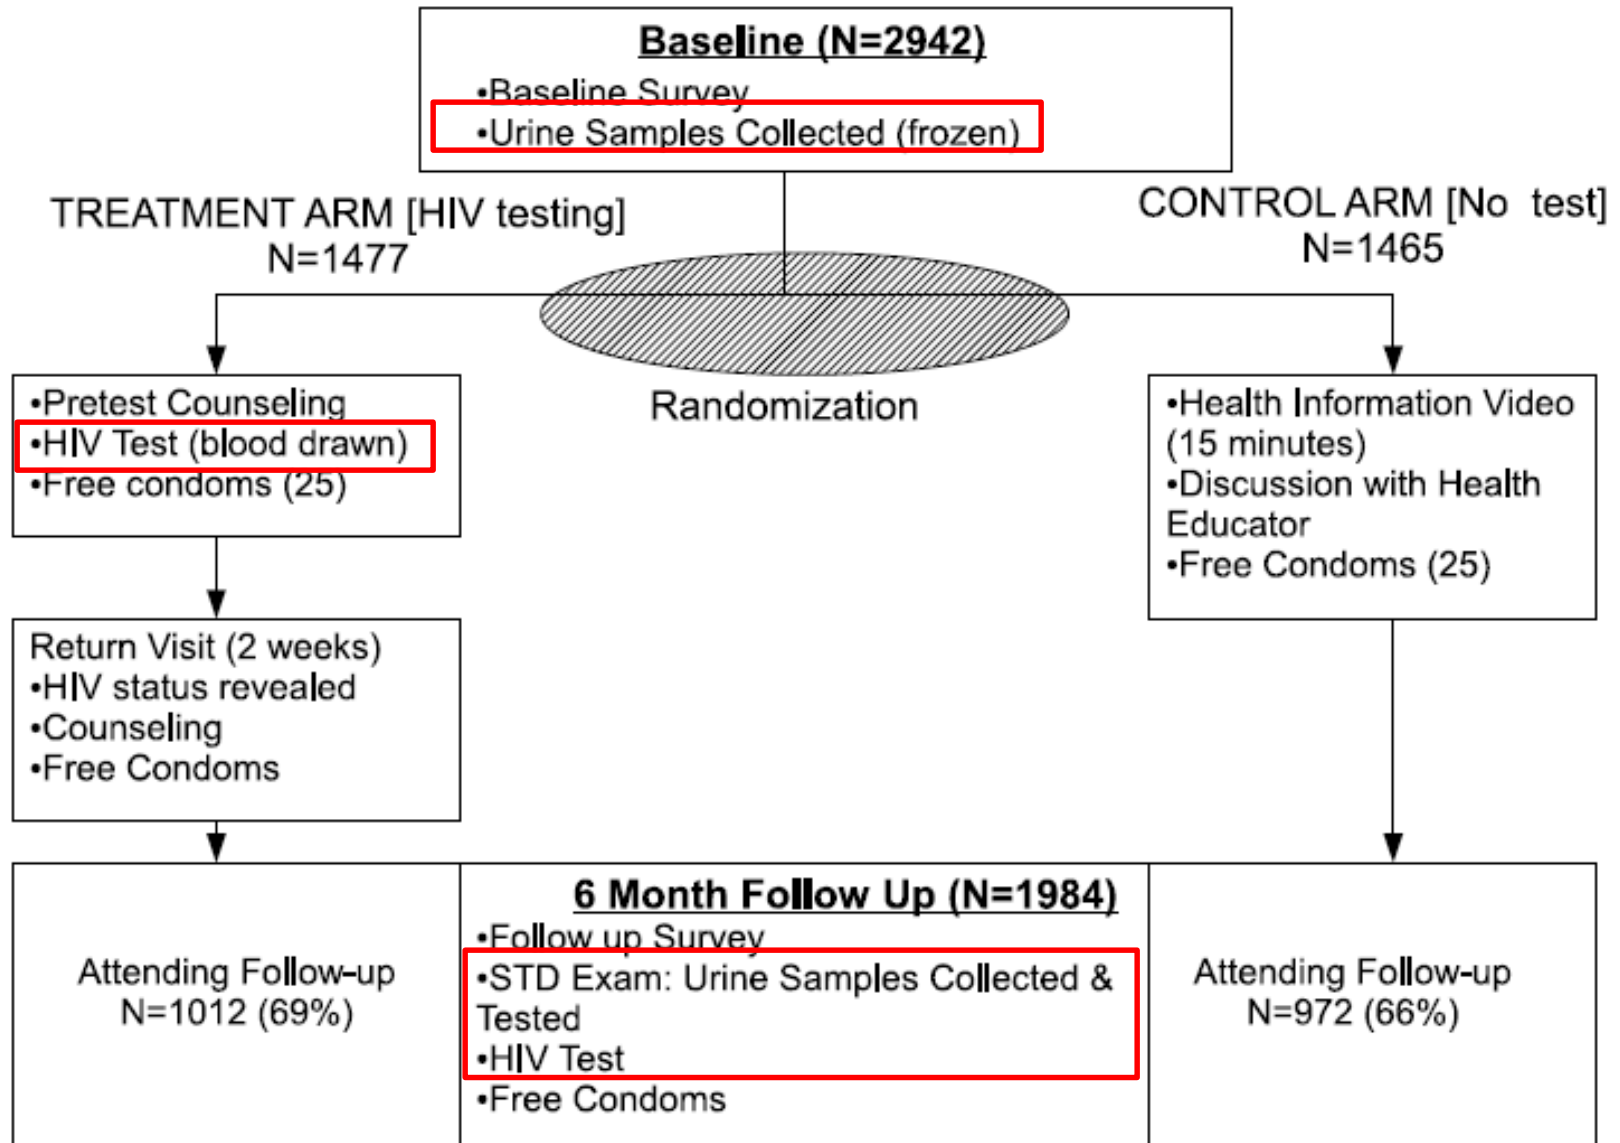 Baseline (N=2942)
•Baseline Survey
•Urine Samples Collected (frozen)
TREATMENT ARM [HIV testing]
N=1477
CONTROL ARM [No test]
N=1465
Randomization
•Pretest Counseling
•HIV Test (blood drawn)
•Free condoms (25)
•Health Information Video
(15 minutes)
•Discussion with Health
Educator
•Free Condoms (25)
Return Visit (2 weeks)
•HIV status revealed
•Counseling
•Free Condoms
Attending Follow-up
N=1012 (69%)
6 Month Follow Up (N=1984)
•Follow up Survey
•STD Exam: Urine Samples Collected &
Tested
•HIV Test
•Free Condoms
Attending Follow-up
N=972 (66%)